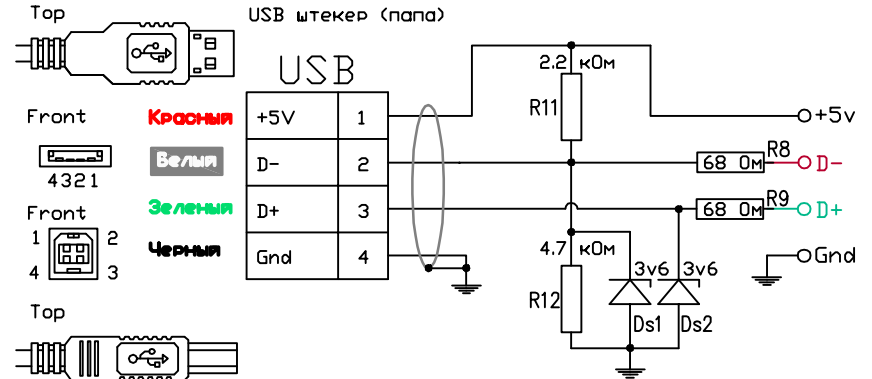 Top
USB штекер (папа)
USB
2.2 кОм
Front
Красный
+5V 1
R11
+5v
Белый
D- 2
68 Ом
R8
D-
4321
Зеленый
D+ 3
68 Ом
R9
D+
Front
1 2
4 3
Черный
Gnd 4
4.7 кОм
Gnd
3v6 3v6
R12
Ds1 Ds2
Top